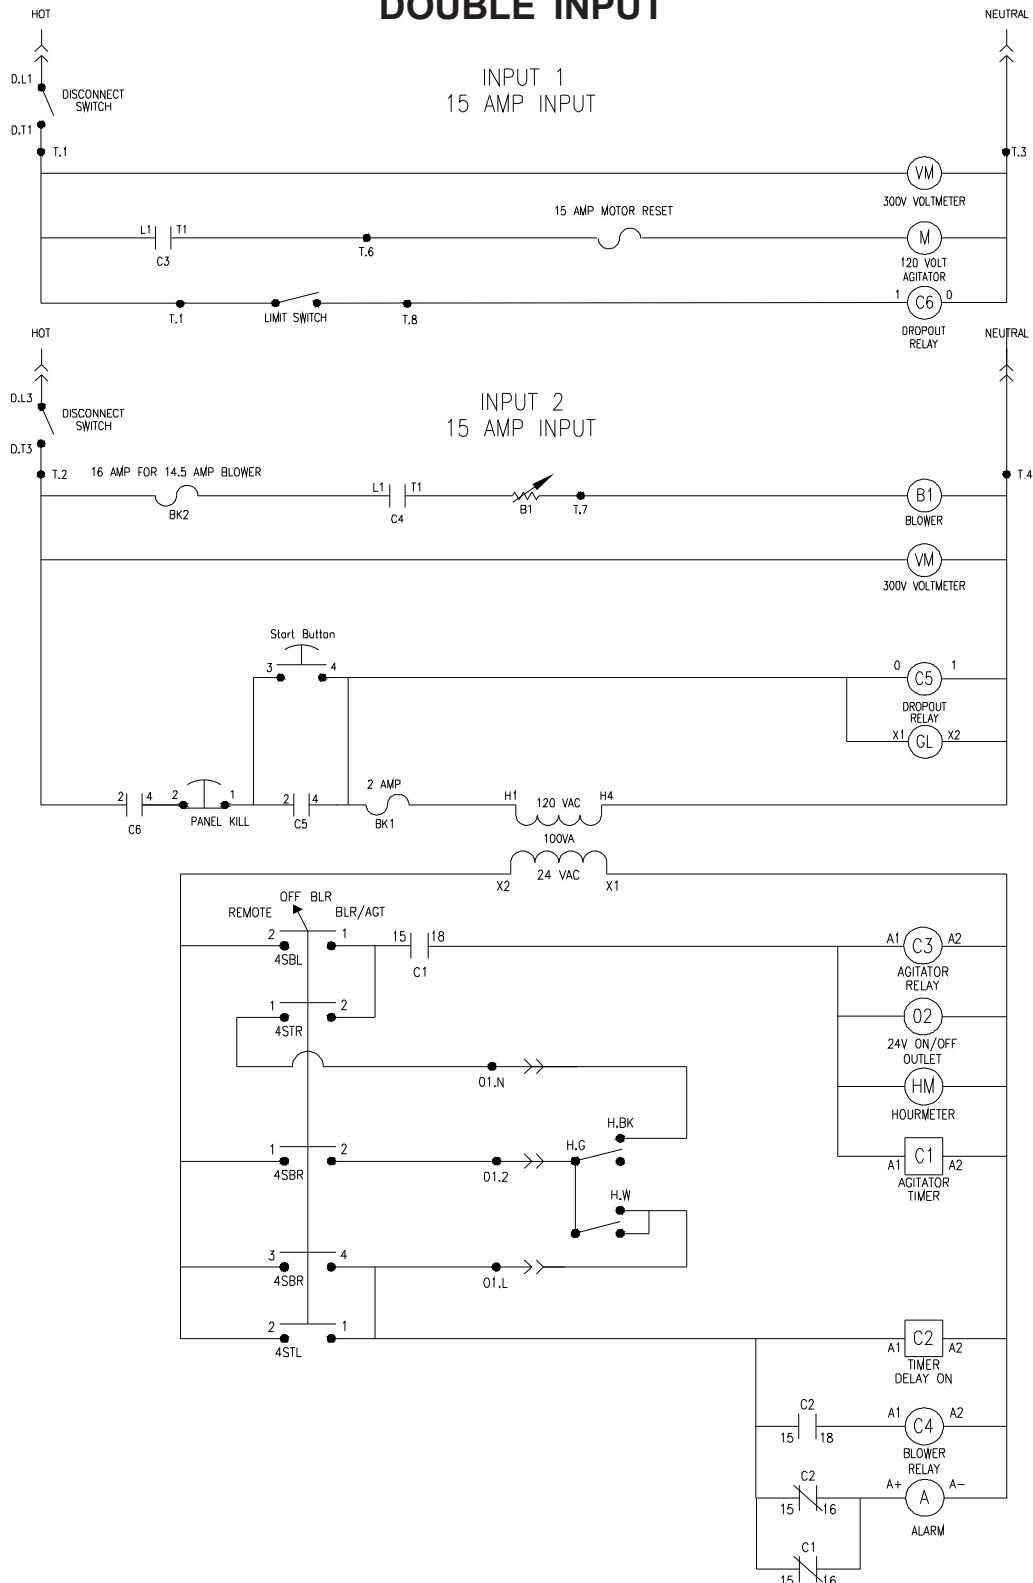 DOUBLE INPUT
HOT
NEUTRAL
D.L1
DISCONNECT
SWITCH
INPUT 1
15 AMP INPUT
D.T1
T.1
T.3
VM
300V VOLTMETER
15 AMP MOTOR RESET
L1
T1
C3
T.6
M
120 VOLT
AGITATOR
T.1
LIMIT SWITCH
T.8
1
C6
0
DROPOUT
RELAY
HOT
NEUTRAL
D.L3
DISCONNECT
SWITCH
INPUT 2
15 AMP INPUT
D.T3
T.2
16 AMP FOR 14.5 AMP BLOWER
T.4
BK2
L1
T1
C4
B1
T.7
B1
BLOWER
VM
300V VOLTMETER
Start Button
3
4
0
C5
1
DROPOUT
RELAY
X1
GL
X2
2
4
C6
2
1
PANEL KILL
2
4
C5
2 AMP
BK1
H1
120 VAC
H4
100VA
X2
24 VAC
X1
OFF BLR
REMOTE
BLR/AGT
2
1
4SBL
15
18
C1
A1
C3
A2
AGITATOR
RELAY
1
2
4STR
O2
24V ON/OFF
OUTLET
O1.N
HM
HOURMETER
H.BK
1
2
4SBR
O1.2
H.G
A1
C1
A2
AGITATOR
TIMER
H.W
3
4
4SBR
O1.L
2
1
4STL
A1
C2
A2
TIMER
DELAY ON
C2
15
18
A1
C4
A2
BLOWER
RELAY
C2
15
16
A+
A
A-
ALARM
C1
15
16